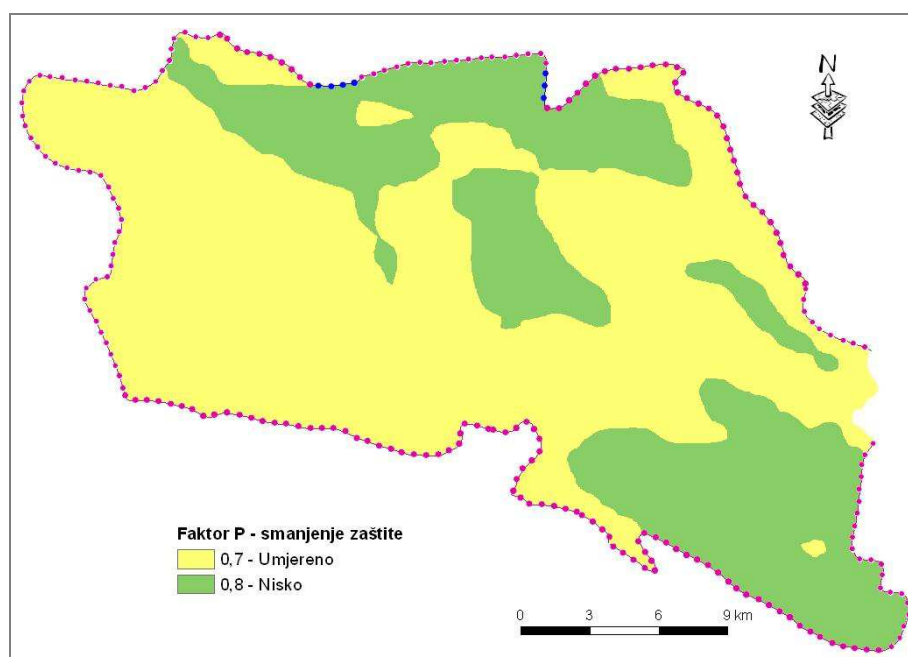 N
Faktor P - smanjenje zaštite
0,7 - Umjereno
0,8 - Nisko
0 3 6 9 km